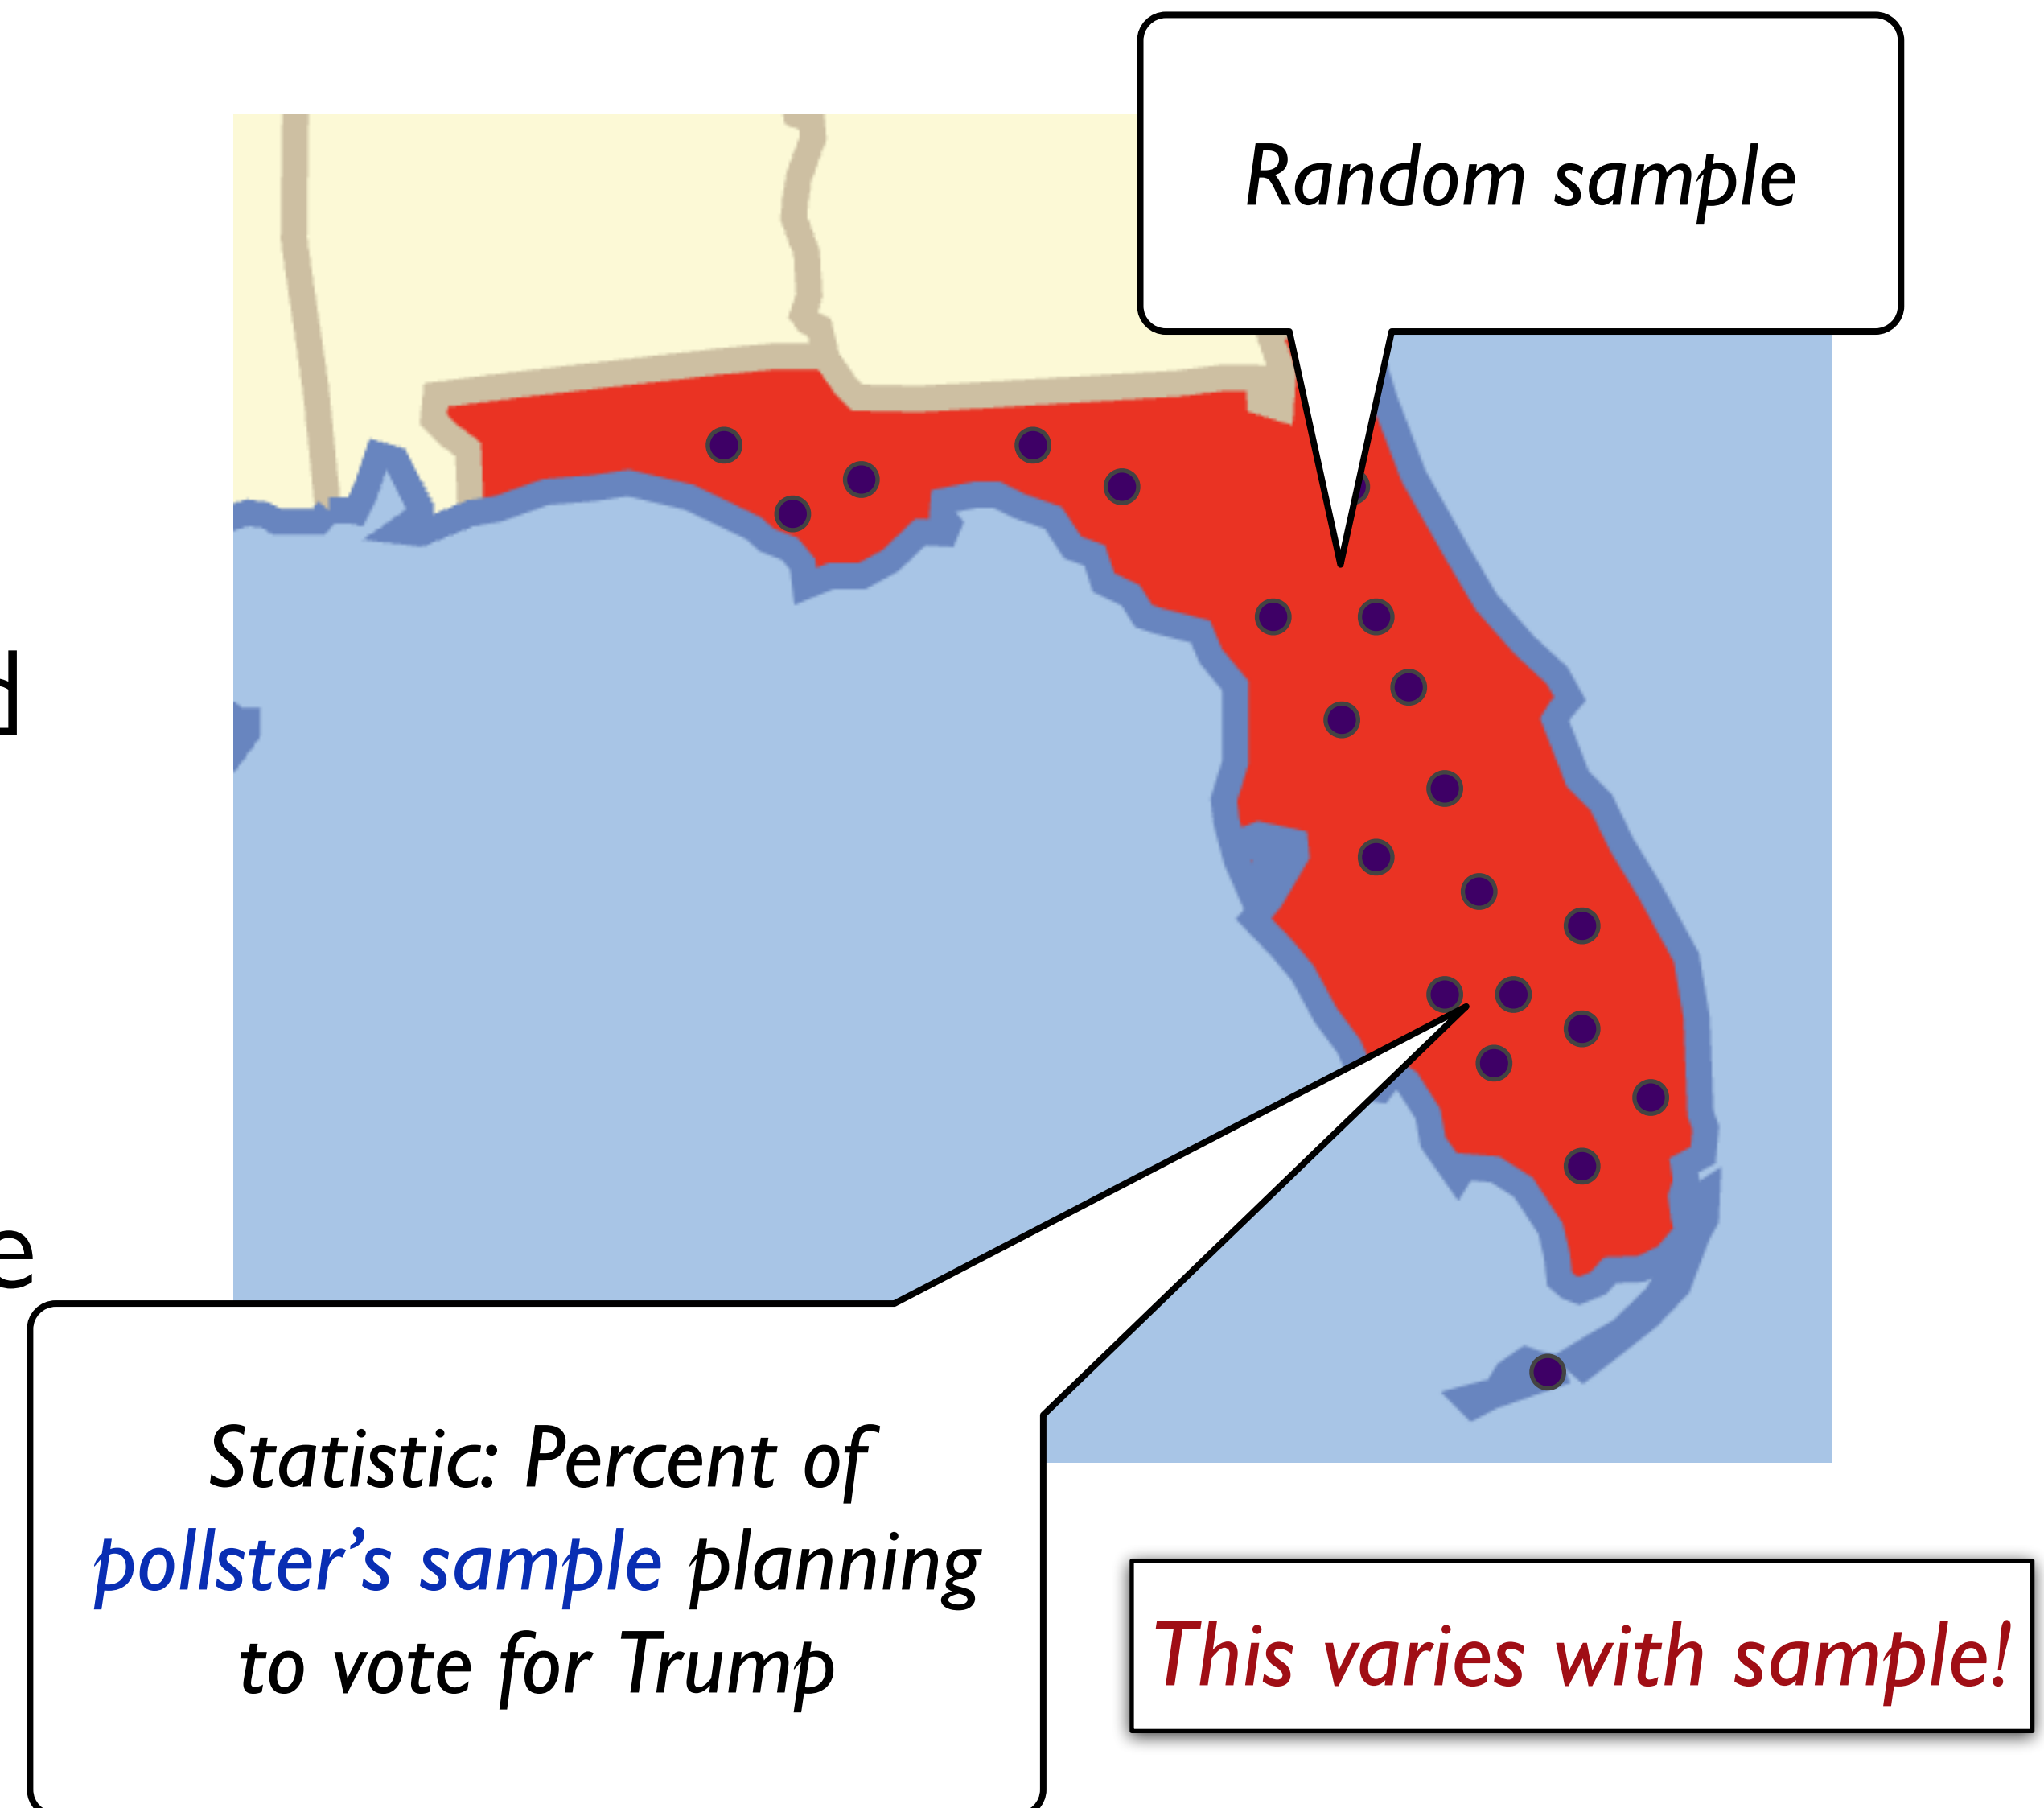 Random sample
d
e
Statistic: Percent of
pollster’s sample planning
to vote for Trump
This varies with sample!